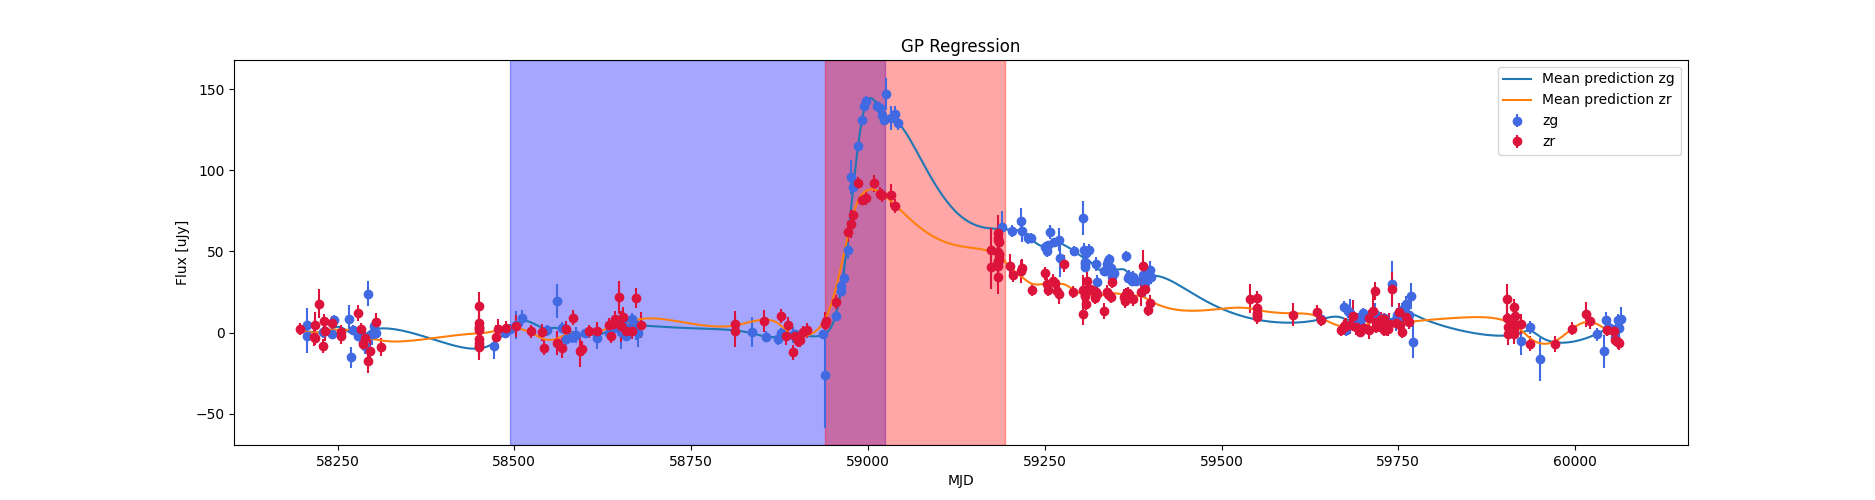 GP Regression
Mean prediction zg
Mean prediction zr
zg
zr
Flux [uJy]
150
100
50
0
−50
58250 58500 58750 59000 59250 59500 59750 60000
MJD